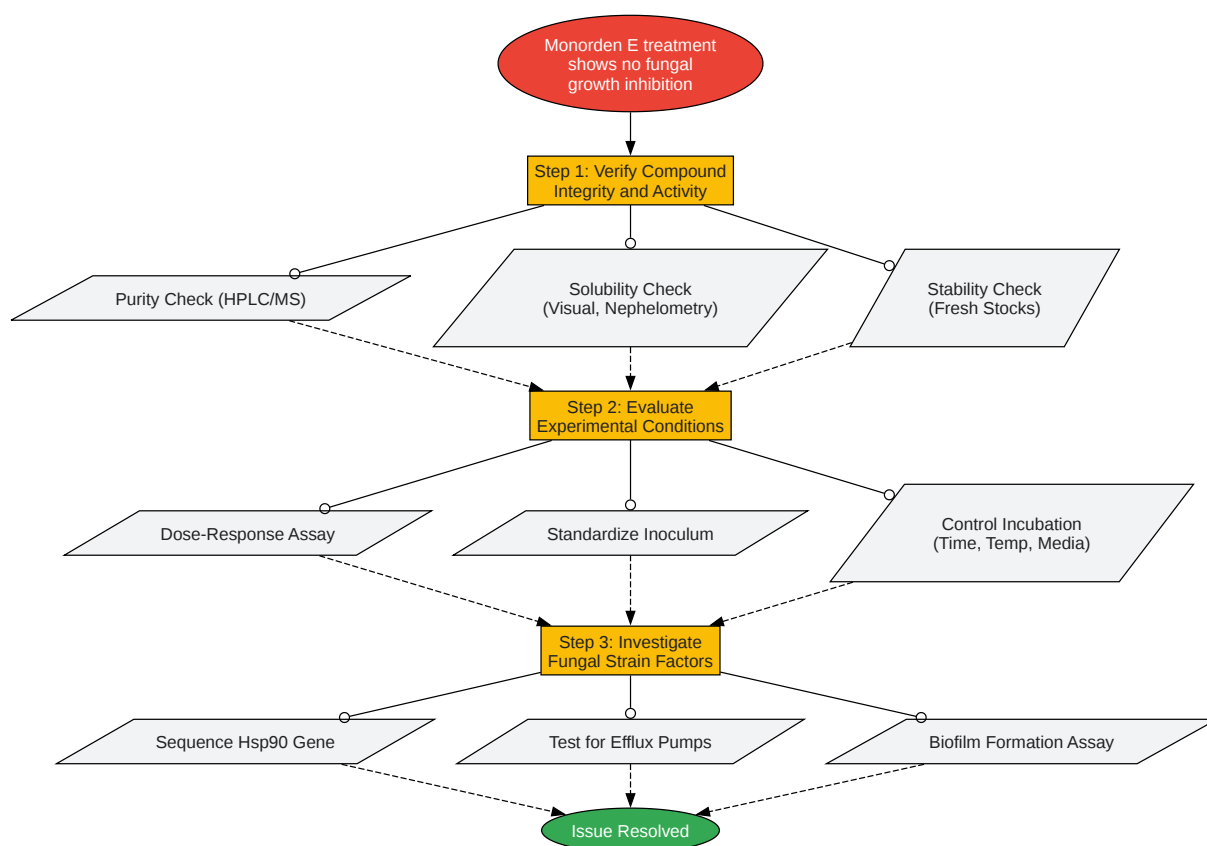 Monorden E treatment
shows no fungal
growth inhibition
Step 1: Verify Compound
Integrity and Activity
Purity Check (HPLC/MS)
Solubility Check
(Visual, Nephelometry)
Stability Check
(Fresh Stocks)
Step 2: Evaluate
Experimental Conditions
Dose-Response Assay
Standardize Inoculum
Control Incubation
(Time, Temp, Media)
Step 3: Investigate
Fungal Strain Factors
Sequence Hsp90 Gene
Test for Efflux Pumps
Biofilm Formation Assay
Issue Resolved